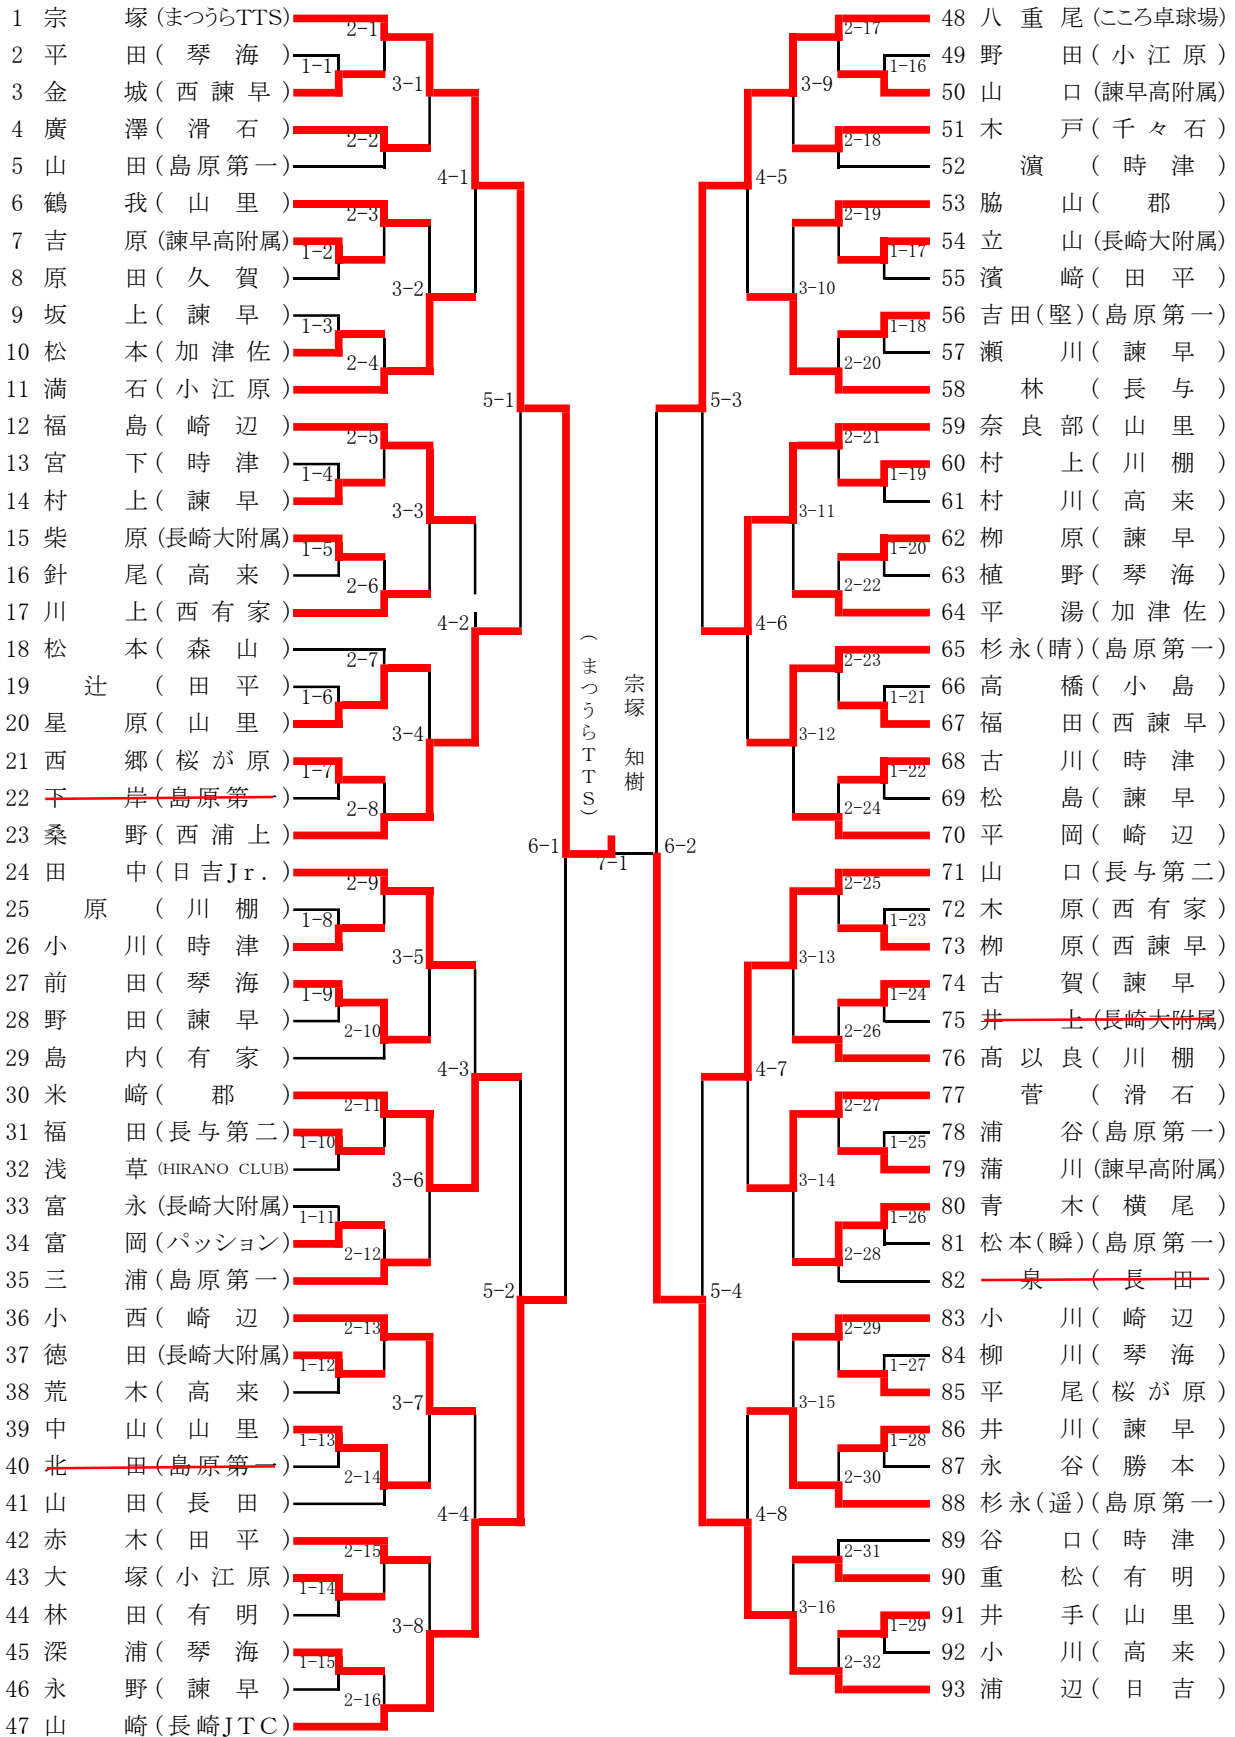 1 宗塚(まつうらTTS)
2 平田(琴海)
3 金城(西諫早)
4 廣澤(滑石)
5 山田(島原第一)
6 鶴我(山里)
7 吉原(諫早高附属)
8 原田(久賀)
9 坂上(諫早)
10 松本(加津佐)
11 満石(小江原)
12 福島(崎辺)
13 宮下(時津)
14 村上(諫早)
15 柴原(長崎大附属)
16 針尾(高来)
17 川上(西有家)
18 松本(森山)
19 辻(田平)
20 星原(山里)
21 西郷(桜が原)
22 下岸(島原第一)
23 桑野(西浦上)
24 田中(日吉Jr.)
25 原(川棚)
26 小川(時津)
27 前田(琴海)
28 野田(諫早)
29 島内(有家)
30 米﨑(郡)
31 福田(長与第二)
32 浅草(HIRANO CLUB)
33 富永(長崎大附属)
34 富岡(パッション)
35 三浦(島原第一)
36 小西(崎辺)
37 徳田(長崎大附属)
38 荒木(高来)
39 中山(山里)
40 北田(島原第一)
41 山田(長田)
42 赤木(田平)
43 大塚(小江原)
44 林田(有明)
45 深浦(琴海)
46 永野(諫早)
47 山崎(長崎JTC)
2-1
1-1
3-1
2-2
4-1
2-3
1-2
3-2
1-3
2-4
5-1
2-5
1-4
3-3
1-5
2-6
4-2
2-7
1-6
3-4
1-7
2-8
6-1
2-9
1-8
3-5
1-9
2-10
4-3
2-11
1-10
3-6
1-11
2-12
5-2
2-13
1-12
3-7
1-13
2-14
4-4
2-15
1-14
3-8
1-15
2-16
(まつうらTTS)
宗塚 知樹
7-1
6-2
2-17
1-16
3-9
2-18
4-5
2-19
1-17
3-10
1-18
2-20
5-3
2-21
1-19
3-11
1-20
2-22
4-6
2-23
1-21
3-12
1-22
2-24
2-25
1-23
3-13
1-24
2-26
4-7
2-27
1-25
3-14
1-26
2-28
5-4
2-29
1-27
3-15
1-28
2-30
4-8
2-31
3-16
1-29
2-32
48 八重尾(こころ卓球場)
49 野田(小江原)
50 山口(諫早高附属)
51 木戸(千々石)
52 濵(時津)
53 脇山(郡)
54 立山(長崎大附属)
55 濱﨑(田平)
56 吉田(堅)(島原第一)
57 瀬川(諫早)
58 林(長与)
59 奈良部(山里)
60 村上(川棚)
61 村川(高来)
62 栁原(諫早)
63 植野(琴海)
64 平湯(加津佐)
65 杉永(晴)(島原第一)
66 高橋(小島)
67 福田(西諫早)
68 古川(時津)
69 松島(諫早)
70 平岡(崎辺)
71 山口(長与第二)
72 木原(西有家)
73 栁原(西諫早)
74 古賀(諫早)
75 井上(長崎大附属)
76 髙以良(川棚)
77 菅(滑石)
78 浦谷(島原第一)
79 蒲川(諫早高附属)
80 青木(横尾)
81 松本(瞬)(島原第一)
82 泉(長田)
83 小川(崎辺)
84 柳川(琴海)
85 平尾(桜が原)
86 井川(諫早)
87 永谷(勝本)
88 杉永(遥)(島原第一)
89 谷口(時津)
90 重松(有明)
91 井手(山里)
92 小川(高来)
93 浦辺(日吉)